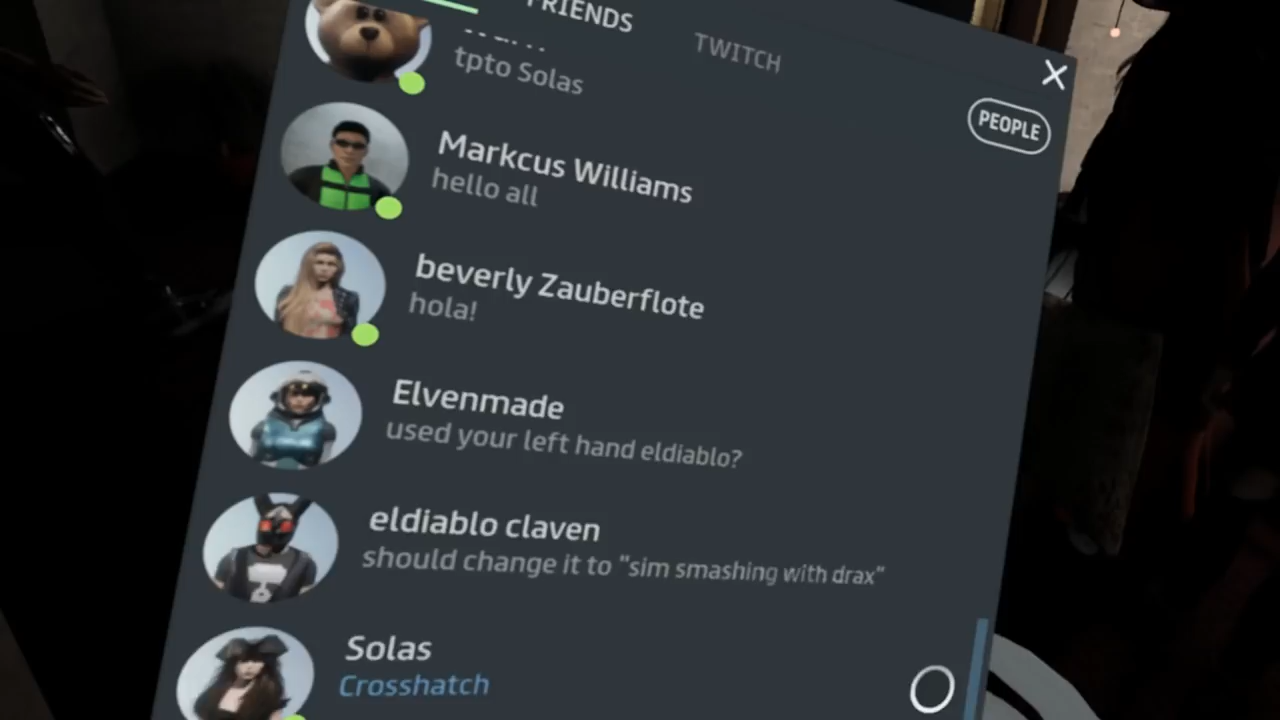 FRIENDS
TWITCH
PEOPLE
tpto Solas
Markcus Williams
hello all
beverly Zauberflote
hola!
Elvenmade
used your left hand eldiablo?
eldiablo claven
should change it to "sim smashing with drax"
Solas
Crosshatch